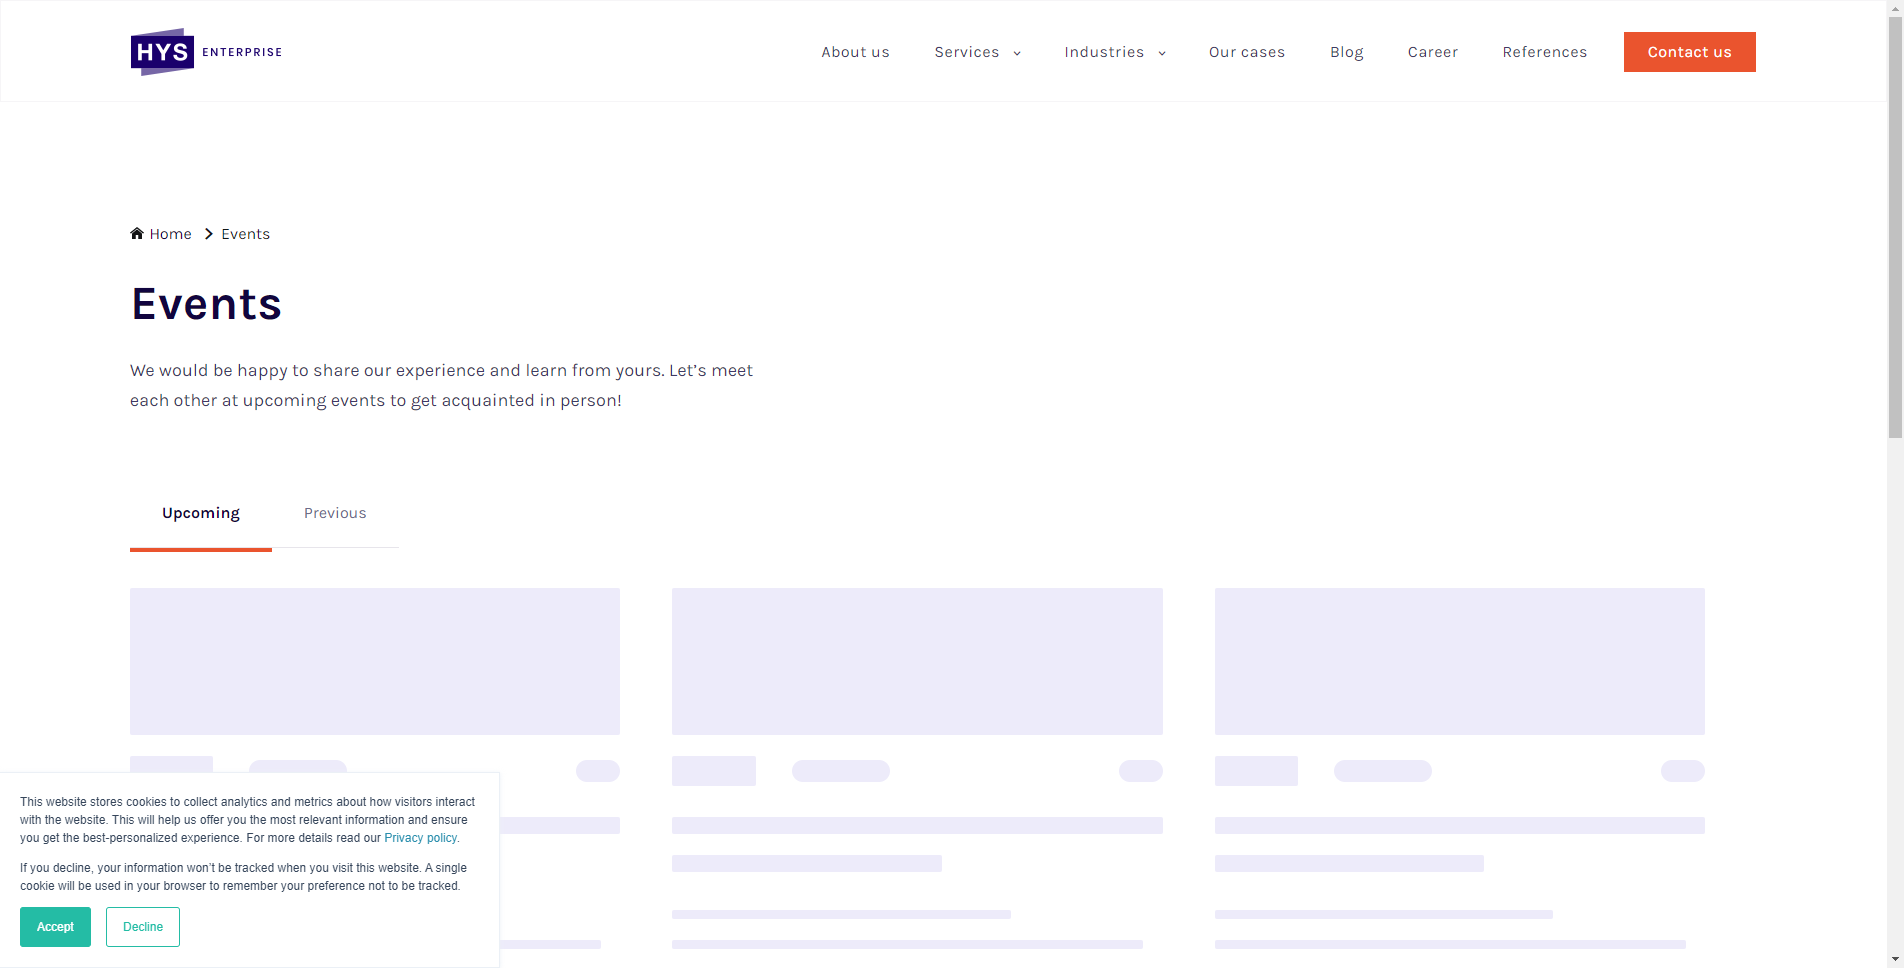 HYS ENTERPRISE
About us Services Industries Our cases Blog Career References Contact us
Home Events
Events
We would be happy to share our experience and learn from yours. Let’s meet
each other at upcoming events to get acquainted in person!
Upcoming Previous
This website stores cookies to collect analytics and metrics about how visitors interact
with the website. This will help us offer you the most relevant information and ensure
you get the best-personalized experience. For more details read our Privacy policy.
If you decline, your information won’t be tracked when you visit this website. A single
cookie will be used in your browser to remember your preference not to be tracked.
Accept Decline